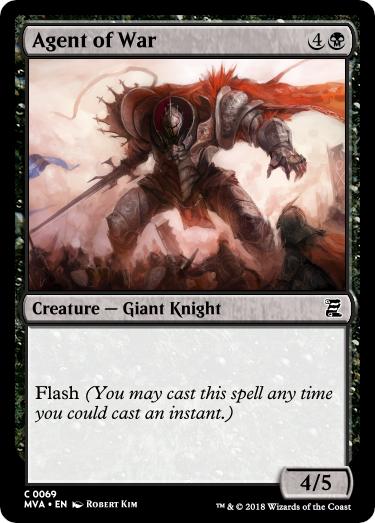 Agent of War 4
Creature — Giant Knight
Flash (You may cast this spell any time
you could cast an instant.)
4/5
C 0069
MVA • EN Robert Kim
™ & © 2018 Wizards of the Coast